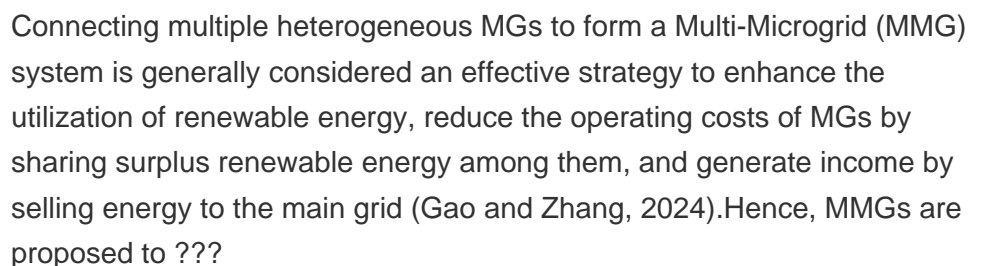 Connecting multiple heterogeneous MGs to form a Multi-Microgrid (MMG)
system is generally considered an effective strategy to enhance the
utilization of renewable energy, reduce the operating costs of MGs by
sharing surplus renewable energy among them, and generate income by
selling energy to the main grid (Gao and Zhang, 2024).Hence, MMGs are
proposed to ???